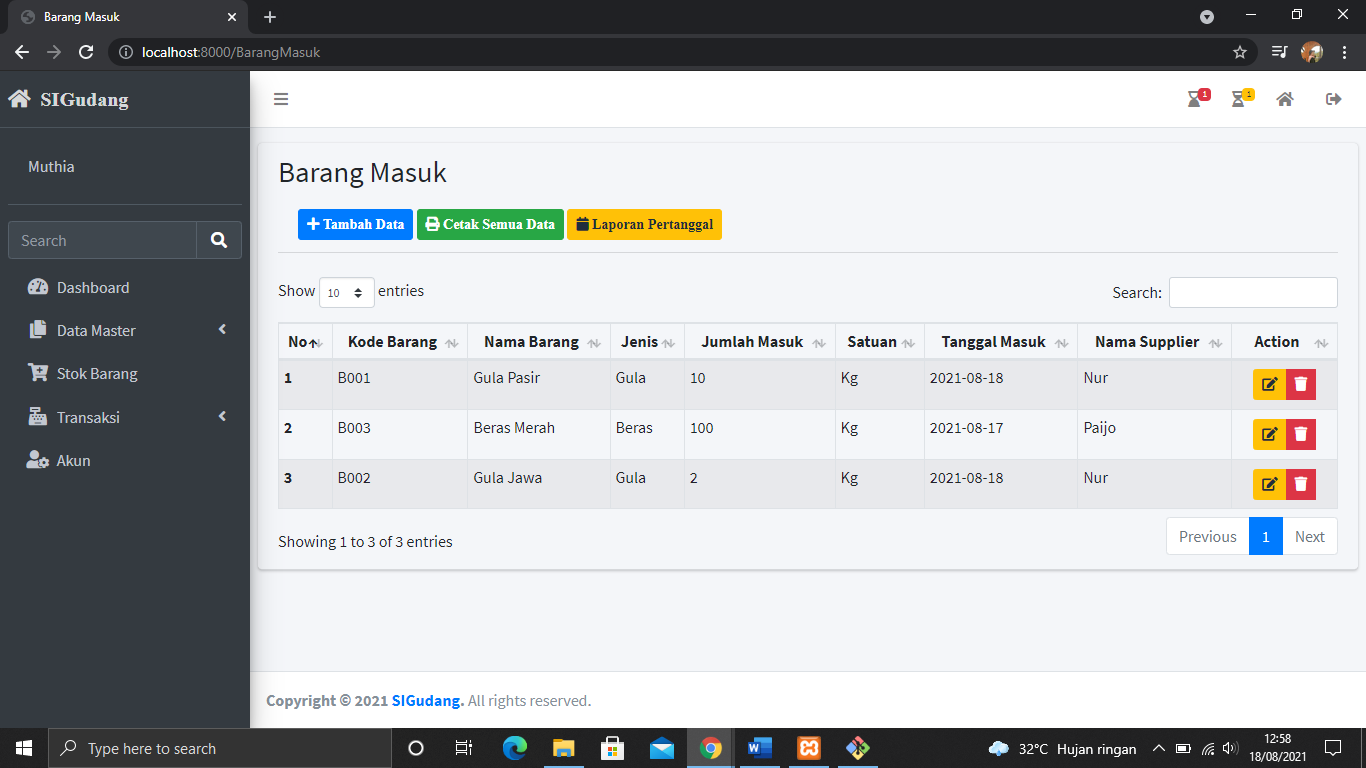 Barang Masuk
localhost:8000/BarangMasuk
SIGudang
1 1
Muthia
Search
Dashboard
Data Master
Stok Barang
Transaksi
Akun
Barang Masuk
Tambah Data Cetak Semua Data Laporan Pertanggal
Show 10 entries Search:
No Kode Barang Nama Barang Jenis Jumlah Masuk Satuan Tanggal Masuk Nama Supplier Action
1 B001 Gula Pasir Gula 10 Kg 2021-08-18 Nur
2 B003 Beras Merah Beras 100 Kg 2021-08-17 Paijo
3 B002 Gula Jawa Gula 2 Kg 2021-08-18 Nur
Showing 1 to 3 of 3 entries Previous 1 Next
Copyright © 2021 SIGudang. All rights reserved.
Type here to search 32°C Hujan ringan 12:58
18/08/2021